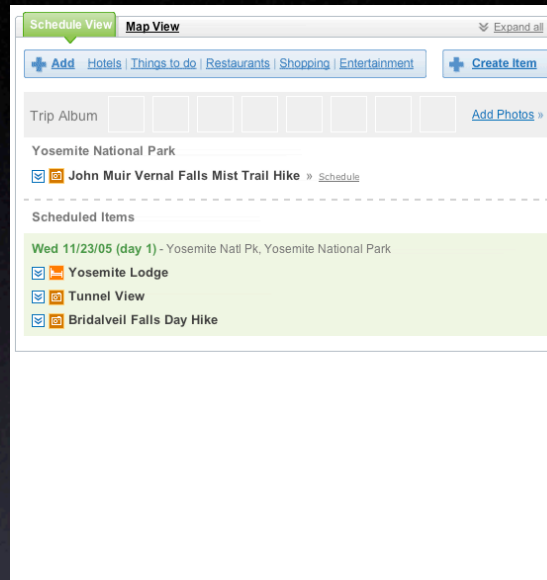 Schedule View Map View Expand all
Add Hotels | Things to do | Restaurants | Shopping | Entertainment Create Item
Trip Album Add Photos »
Yosemite National Park
John Muir Vernal Falls Mist Trail Hike » Schedule
Scheduled Items
Wed 11/23/05 (day 1) - Yosemite Natl Pk, Yosemite National Park
Yosemite Lodge
Tunnel View
Bridalveil Falls Day Hike